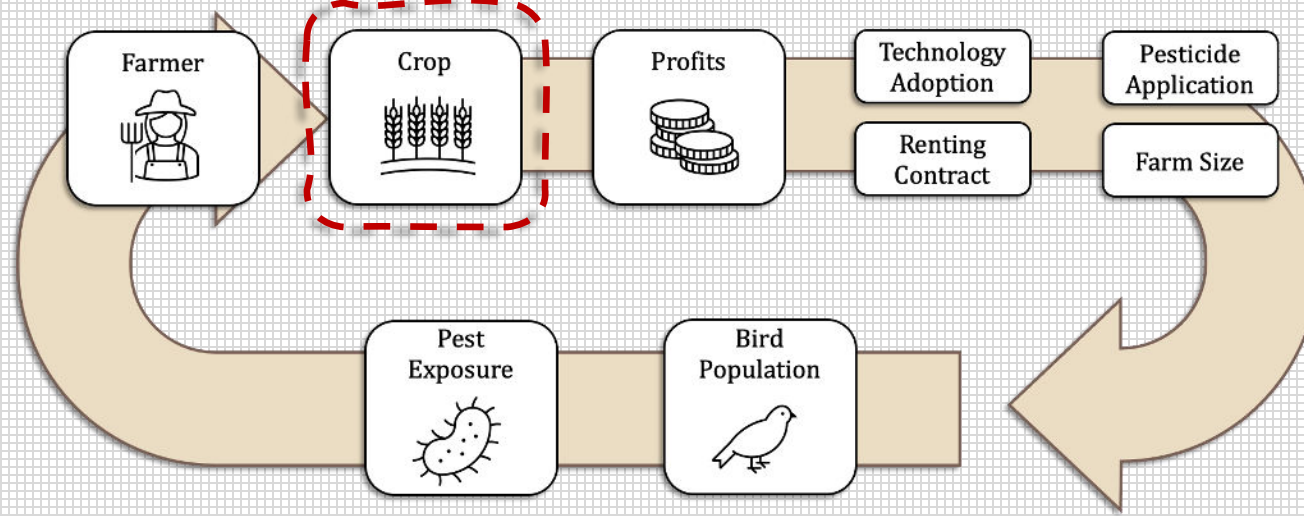 Farmer
Crop
Profits
Technology
Adoption
Pesticide
Application
Renting
Contract
Farm Size
Pest
Exposure
Bird
Population